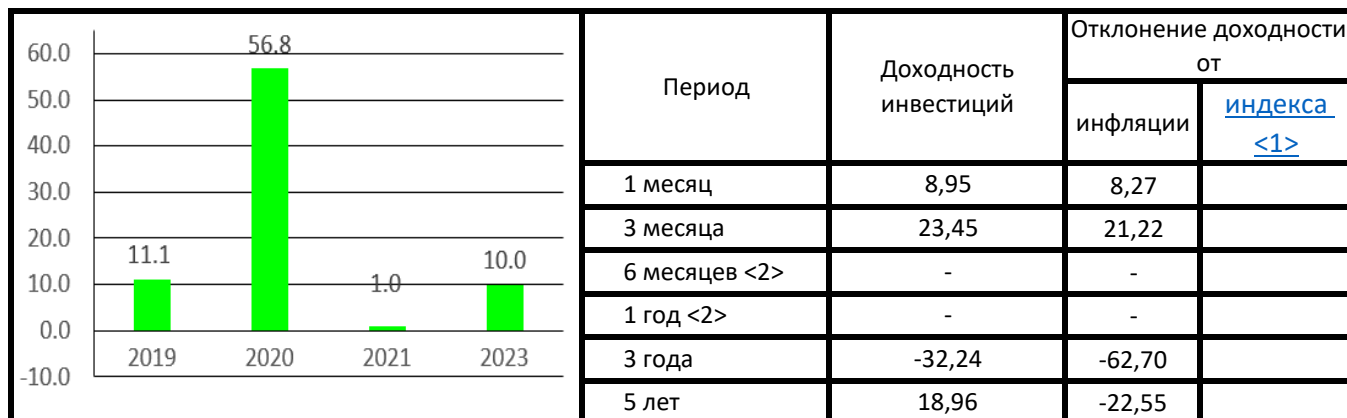 60.0
50.0
40.0
30.0
20.0
10.0
0.0
-10.0
11.1
56.8
1.0
10.0
2019 2020 2021 2023
Период
Доходность
инвестиций
Отклонение доходности
от
инфляции
индекса
<1>
1 месяц 8,95 8,27
3 месяца 23,45 21,22
6 месяцев <2> - -
1 год <2> - -
3 года -32,24 -62,70
5 лет 18,96 -22,55